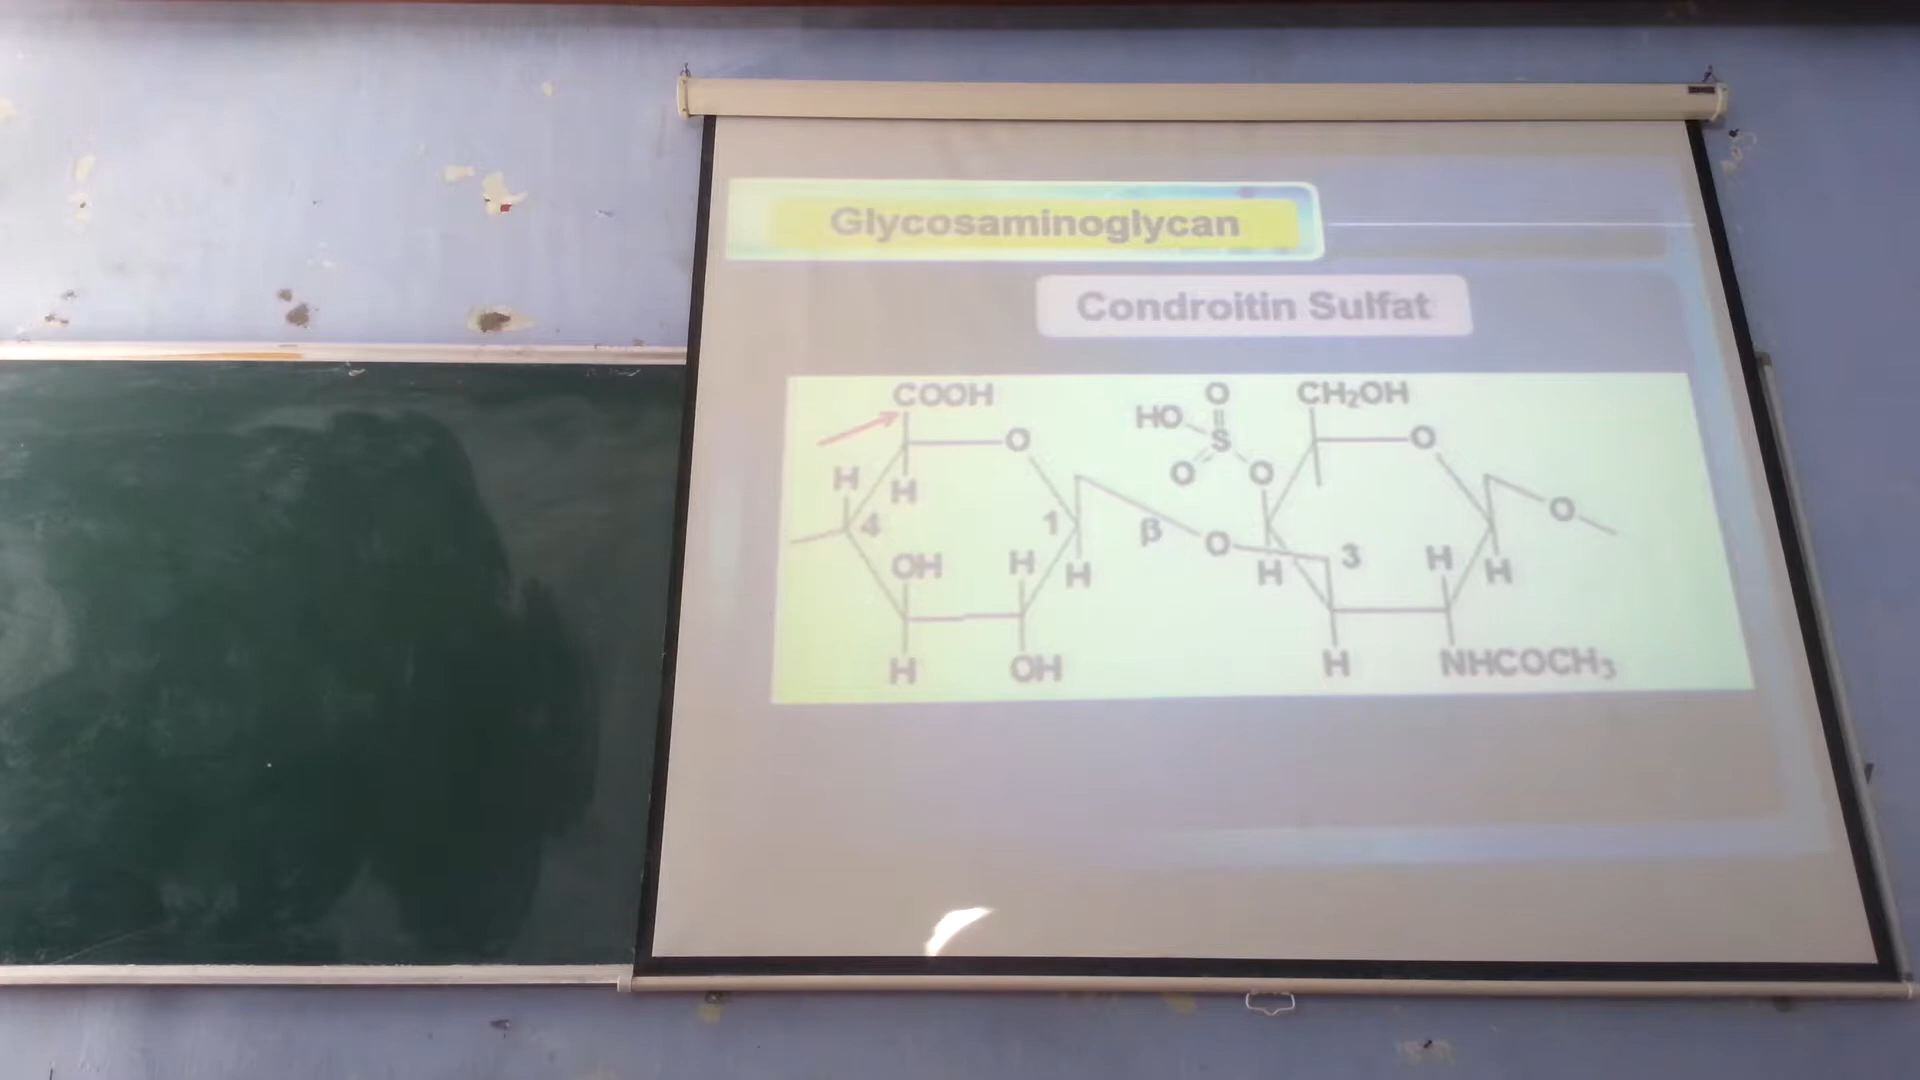 Glycosaminoglycan
Condroitin Sulfat
COOH O CH₂OH
HO S
O O O O
H H
4 1 β O 3 O
OH H H H H H
H OH H NHCOCH₃